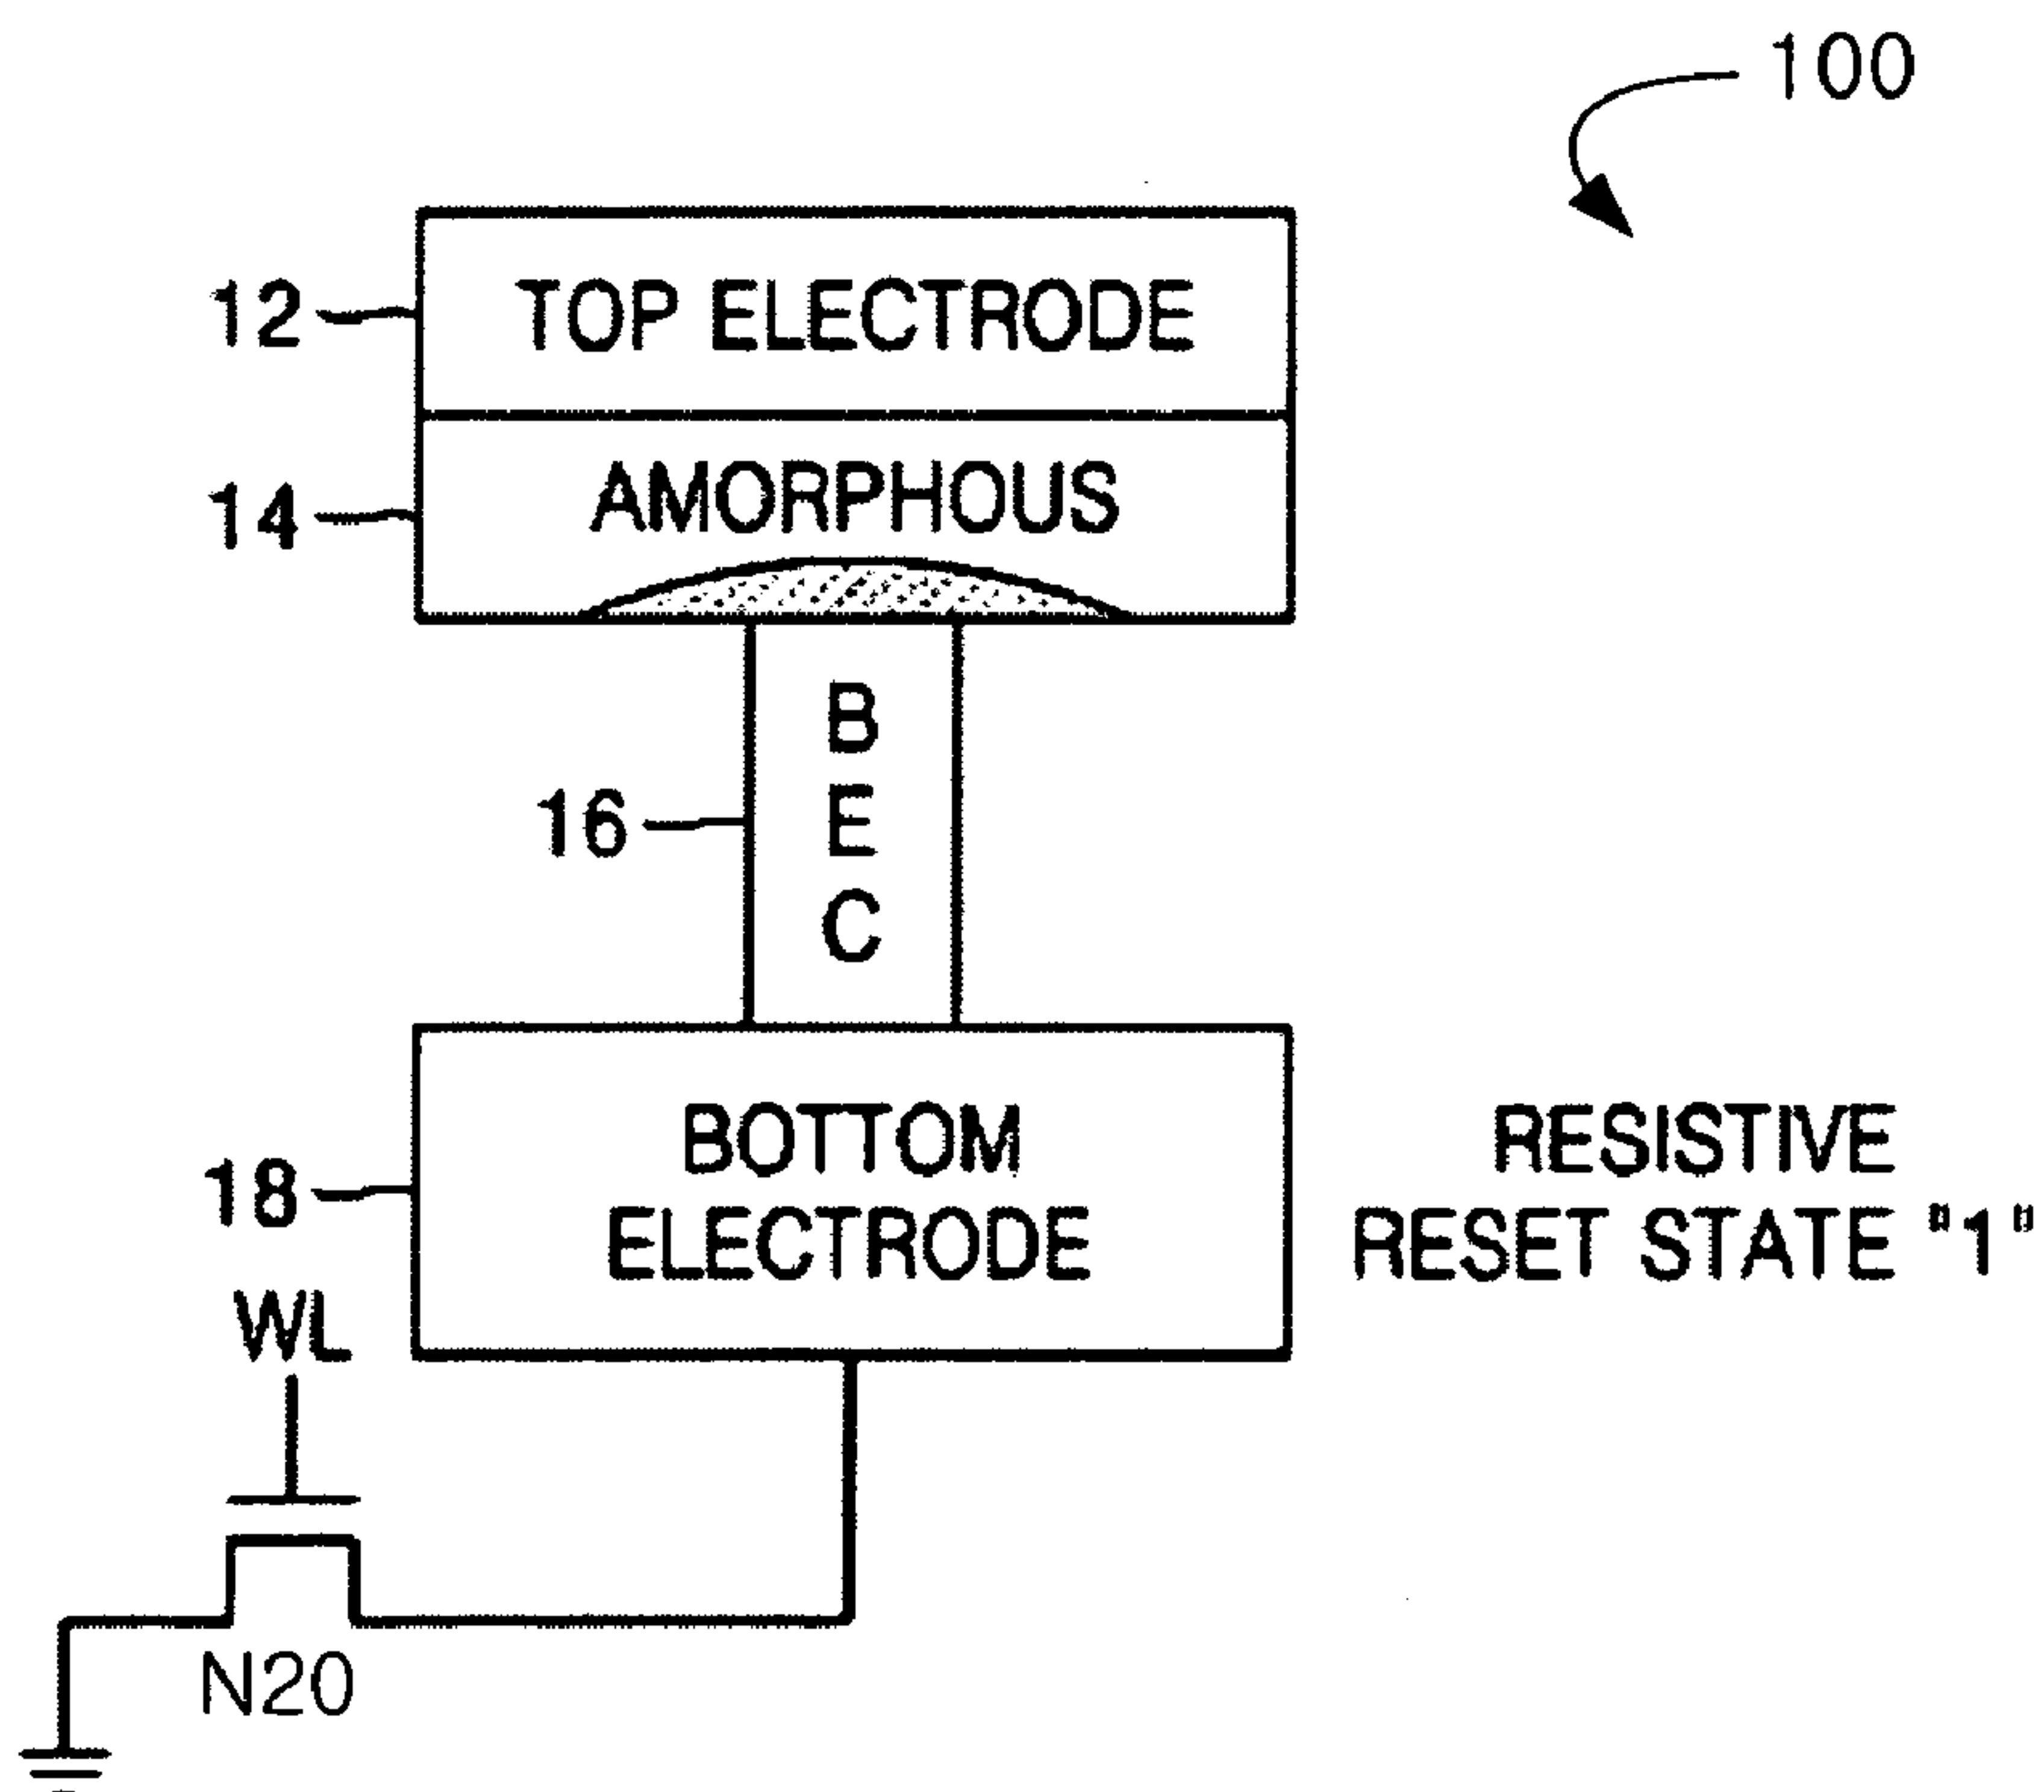 100
12
TOP ELECTRODE
14
AMORPHOUS
16
B
E
C
18
BOTTOM
ELECTRODE
RESISTIVE
RESET STATE "1"
WL
N20